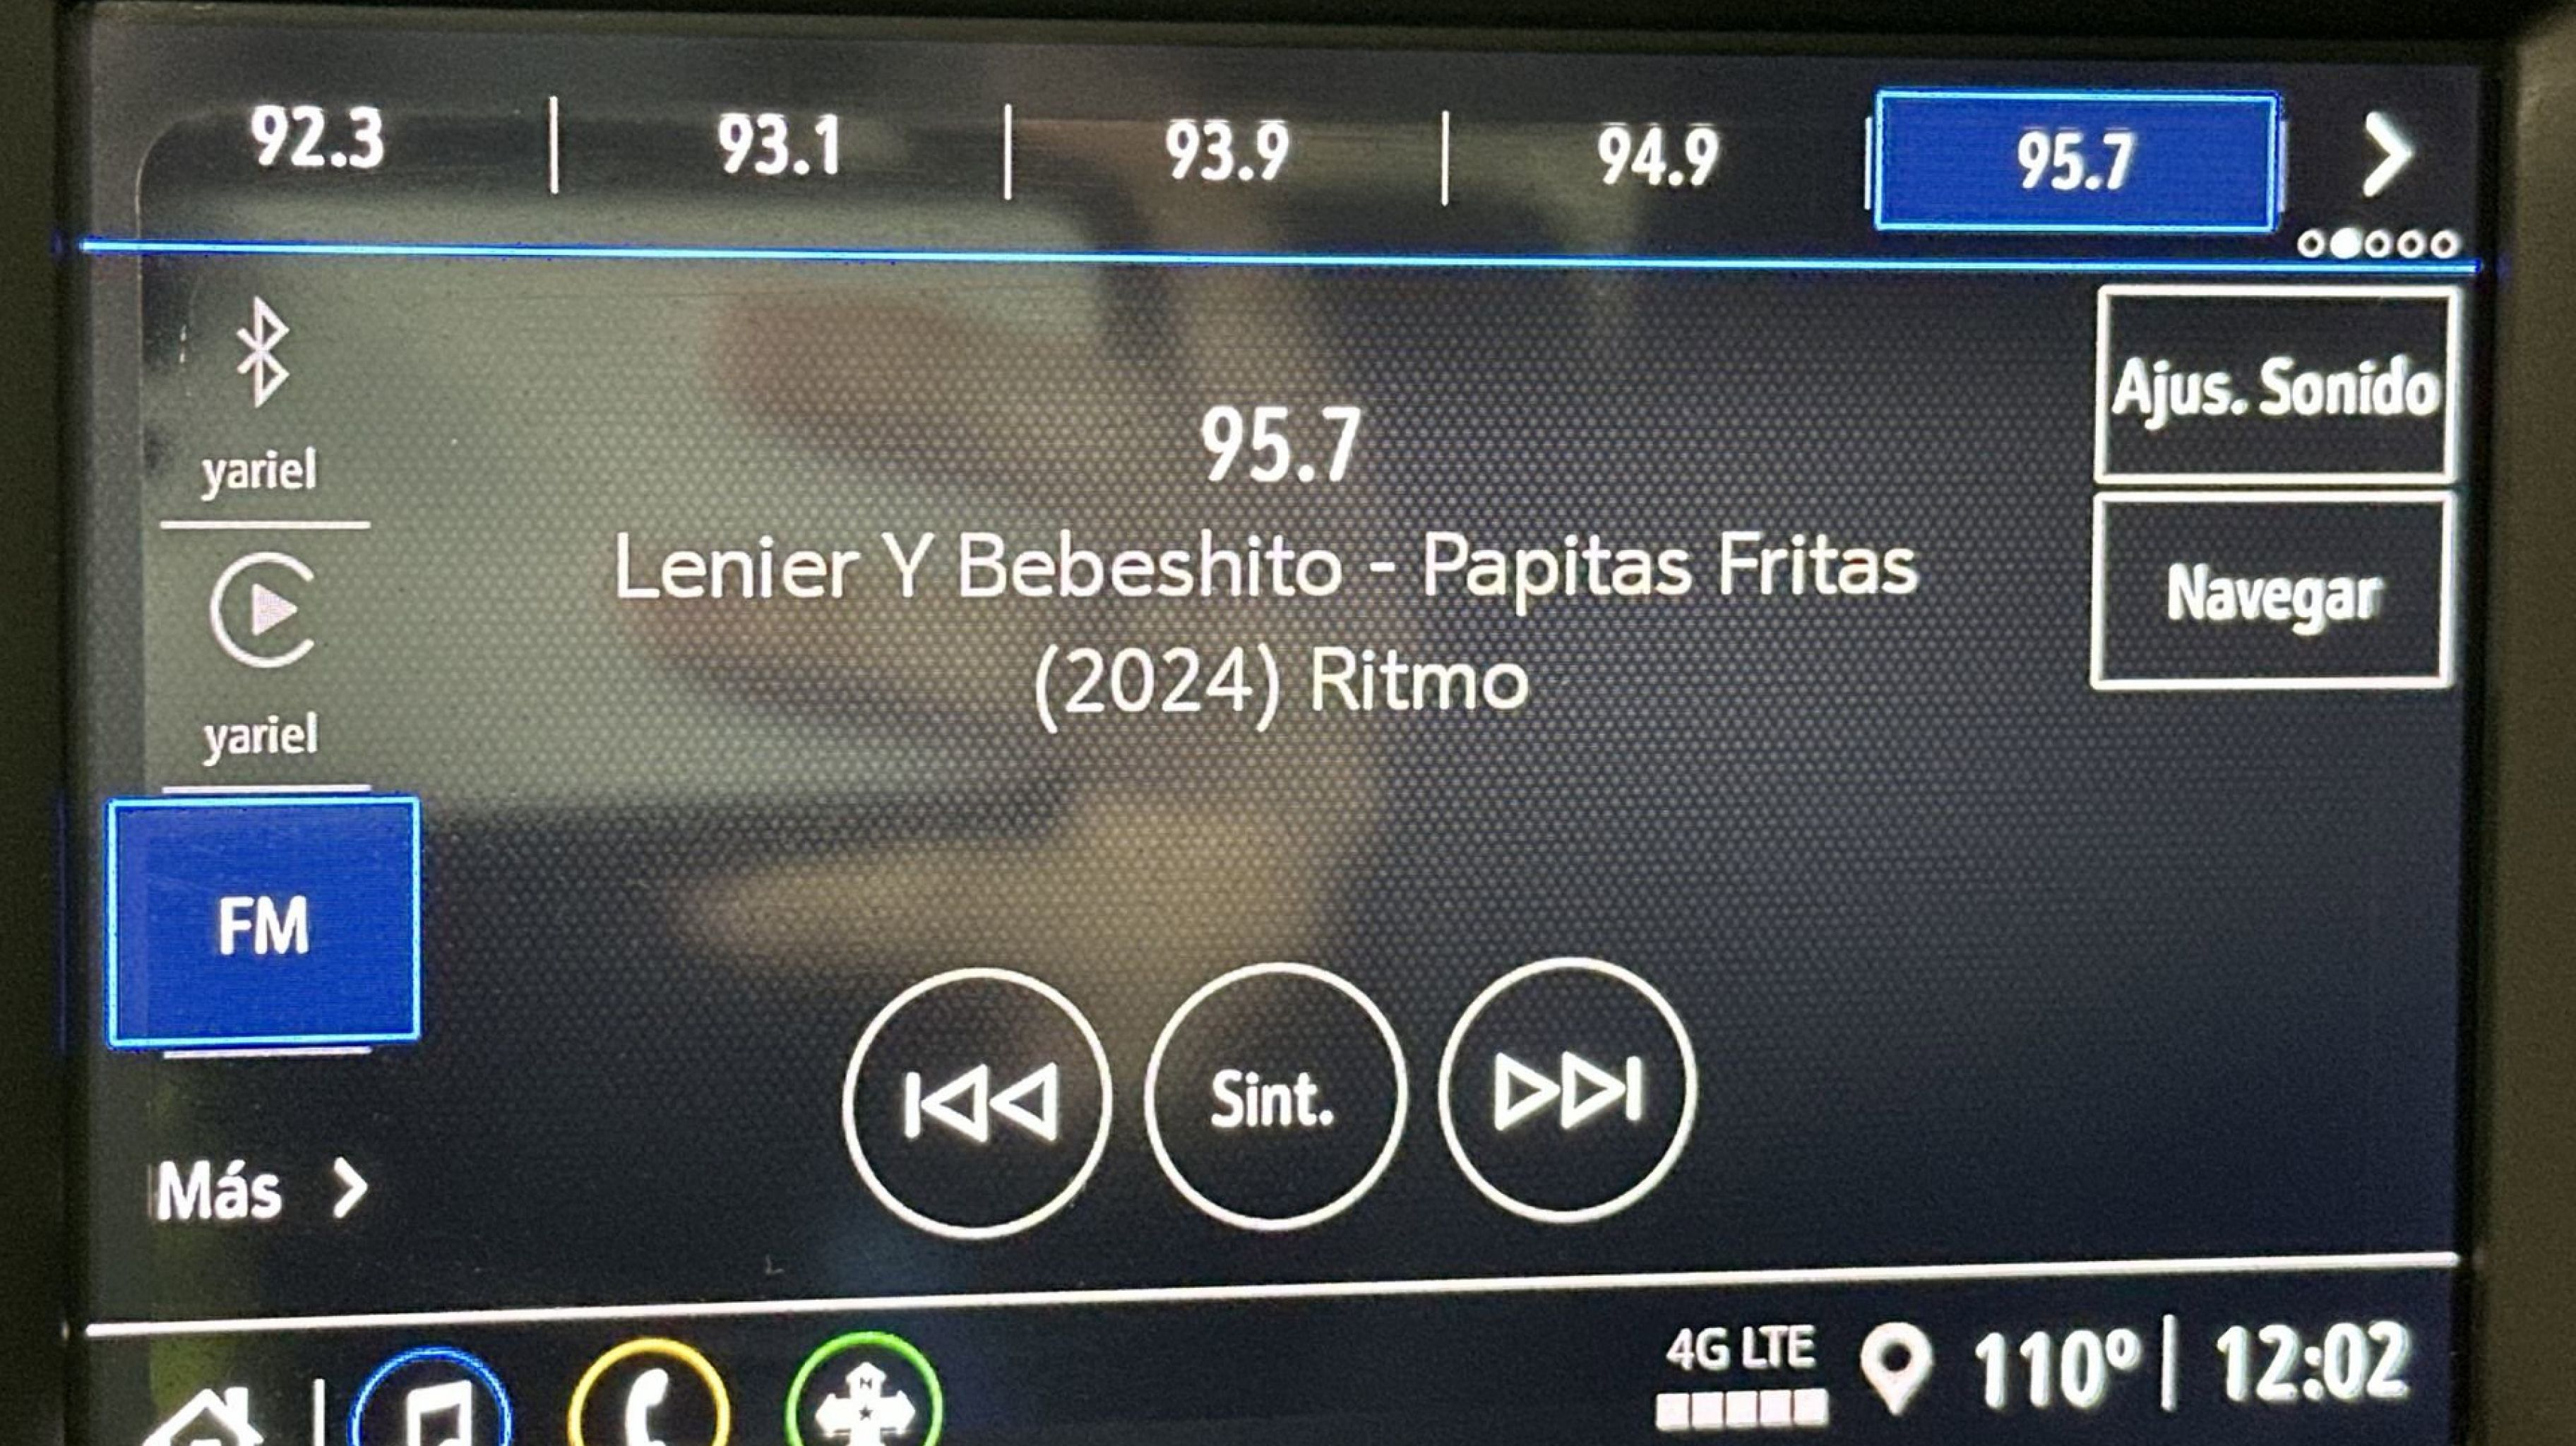 92.3 93.1 93.9 94.9 95.7
yariel
yariel
FM
Más
95.7
Lenier Y Bebeshito - Papitas Fritas
(2024) Ritmo
Ajus. Sonido
Navegar
Sint.
N
4G LTE 110° 12:02